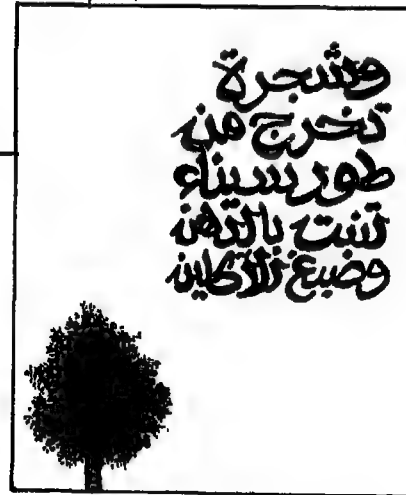 وشجرة
تخرج من
طور سيناء
تنبت بالدهن
وصبغ للآكلين